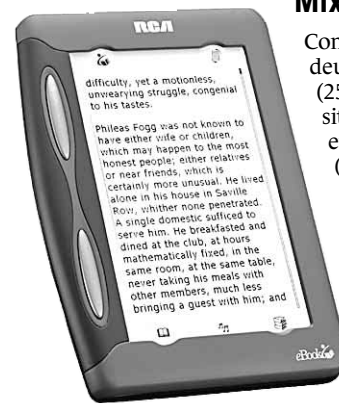 Mix
RCA
Con
deu
(25
sit
e
(
difficulty, yet a motionless,
unwearying struggle, congenial
to his tastes.
Phileas Fogg was not known to
have either wife or children,
which may happen to the most
honest people; either relatives
or near friends, which is
certainly more unusual. He lived
alone in his house in Saville
Row, whither none penetrated.
A single domestic sufficed to
serve him. He breakfasted and
dined at the club, at hours
mathematically fixed, in the
same room, at the same table,
never taking his meals with
other members, much less
bringing a guest with him; and
eBook